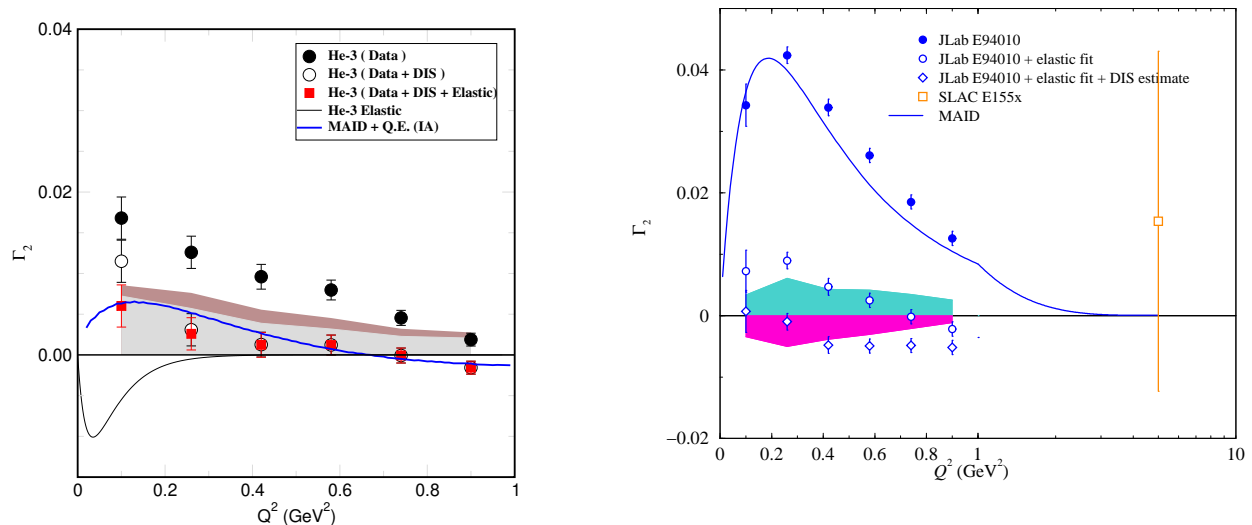 0.04
0.02
0.00
Γ₂
0
0.2
0.4
0.6
0.8
1
Q² (GeV²)
He-3 ( Data )
He-3 ( Data + DIS )
He-3 ( Data + DIS + Elastic)
He-3 Elastic
MAID + Q.E. (IA)
0.04
0.02
0
−0.02
Γ₂
0
0.2
0.4
0.6
0.8
1
10
Q² (GeV²)
JLab E94010
JLab E94010 + elastic fit
JLab E94010 + elastic fit + DIS estimate
SLAC E155x
MAID